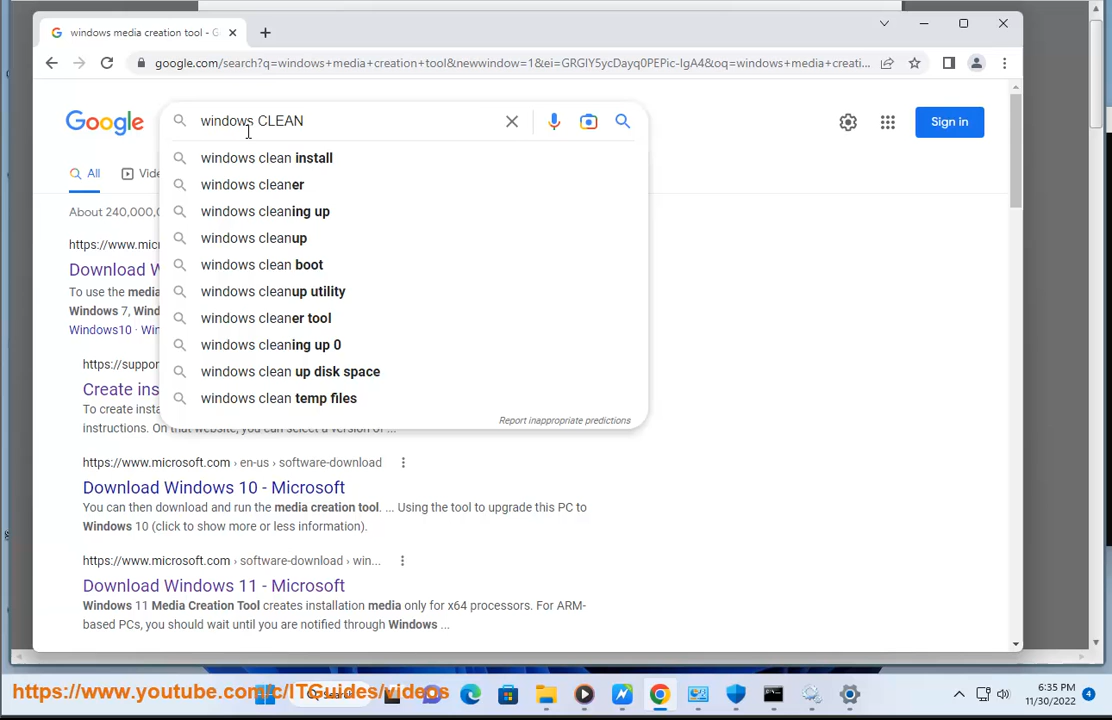 windows media creation tool - G
google.com/search?q=windows+media+creation+tool&newwindow=1&ei=GRGIY5ycDayq0PEPic-IgA4&oq=windows+media+creati...
Google
windows CLEAN
Sign in
All
Vide
windows clean install
windows cleaner
windows cleaning up
windows cleanup
windows clean boot
windows cleanup utility
windows cleaner tool
windows cleaning up 0
windows clean up disk space
windows clean temp files
Report inappropriate predictions
About 240,000,0
https://www.mic
Download W
To use the media
Windows 7, Wind
Windows10 · Win
https://suppor
Create ins
To create insta
instructions. On that website, you can select a version of ...
https://www.microsoft.com › en-us › software-download
Download Windows 10 - Microsoft
You can then download and run the media creation tool. ... Using the tool to upgrade this PC to
Windows 10 (click to show more or less information).
https://www.microsoft.com › software-download › win...
Download Windows 11 - Microsoft
Windows 11 Media Creation Tool creates installation media only for x64 processors. For ARM-
based PCs, you should wait until you are notified through Windows ...
https://www.youtube.com/c/ITGuides/videos
Search
6:35 PM
11/30/2022
4